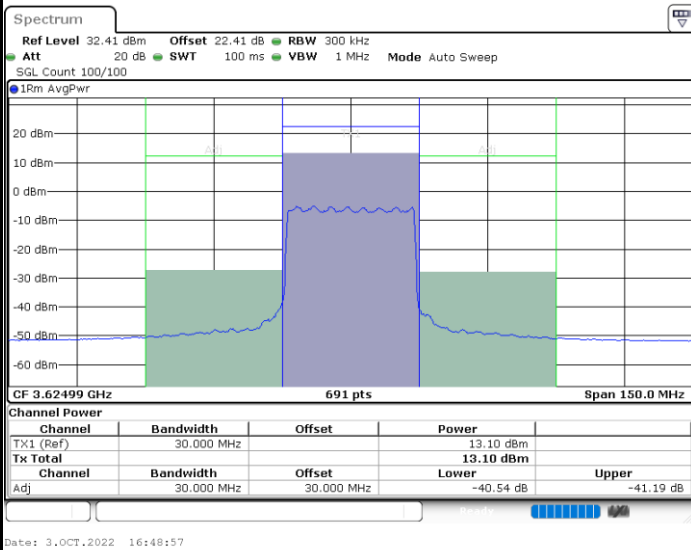 Spectrum
Ref Level 32.41 dBm Offset 22.41 dB RBW 300 kHz
Att 20 dB SWT 100 ms VBW 1 MHz Mode Auto Sweep
SGL Count 100/100
1Rm AvgPwr
20 dBm
Adj Adj
10 dBm
0 dBm
-10 dBm
-20 dBm
-30 dBm
-40 dBm
-50 dBm
-60 dBm
CF 3.62499 GHz 691 pts Span 150.0 MHz
Channel Power
Channel Bandwidth Offset Power
TX1 (Ref) 30.000 MHz 13.10 dBm
Tx Total 13.10 dBm
Channel Bandwidth Offset Lower Upper
Adj 30.000 MHz 30.000 MHz -40.54 dB -41.19 dB
Ready
Date: 3.OCT.2022 16:48:57